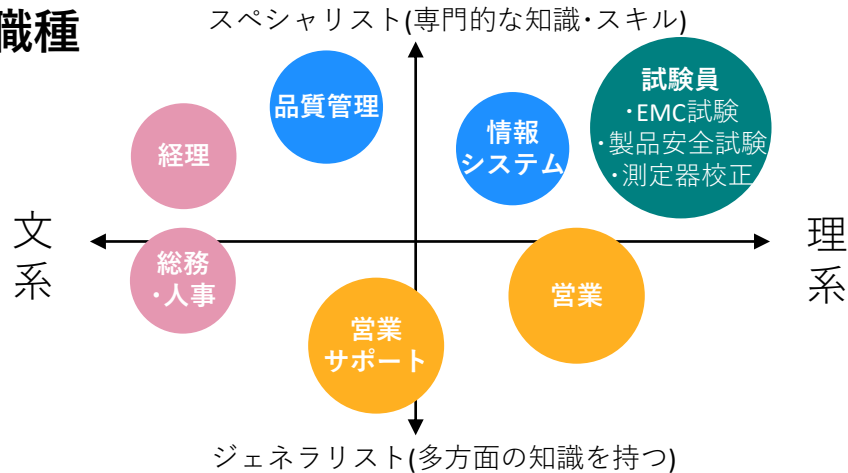 職種
スペシャリスト(専門的な知識・スキル)
試験員
・EMC試験
・製品安全試験
・測定器校正
品質管理
情報
システム
経理
文系
理系
総務
・人事
営業
営業
サポート
ジェネラリスト(多方面の知識を持つ)